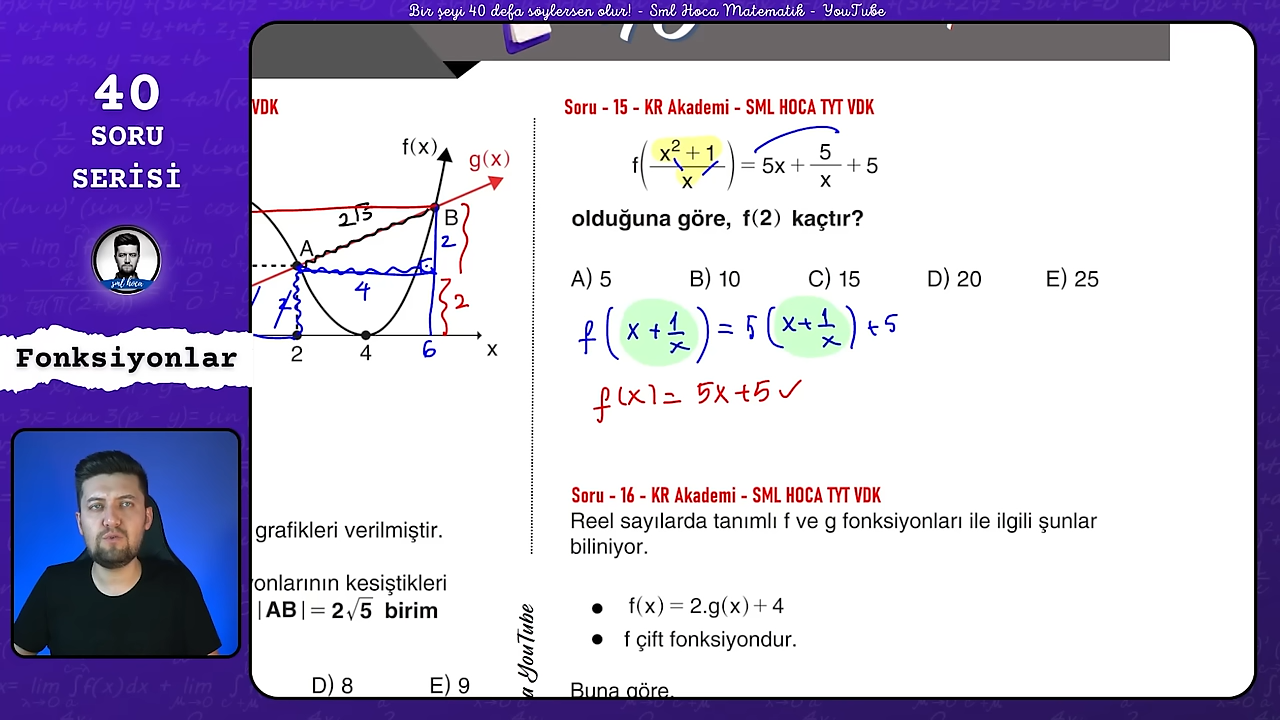 Bir şeyi 40 defa söylersen olur! - Sml Hoca Matematik - YouTube
40
SORU
SERİSİ
sml hoca
Fonksiyonlar
VDK
f(x)
g(x)
2√5
A
B
2
4
2
2
2
4
6
x
grafikleri verilmiştir.
onlarının kesiştikleri
|AB| = 2√5 birim
D) 8 E) 9
a YouTube
Soru - 15 - KR Akademi - SML HOCA TYT VDK
f((x² + 1)/x) = 5x + 5/x + 5
olduğuna göre, f(2) kaçtır?
A) 5 B) 10 C) 15 D) 20 E) 25
f(x + 1/x) = 5(x + 1/x) + 5
f(x) = 5x + 5 ✓
Soru - 16 - KR Akademi - SML HOCA TYT VDK
Reel sayılarda tanımlı f ve g fonksiyonları ile ilgili şunlar
biliniyor.
• f(x) = 2.g(x) + 4
• f çift fonksiyondur.
Buna göre,